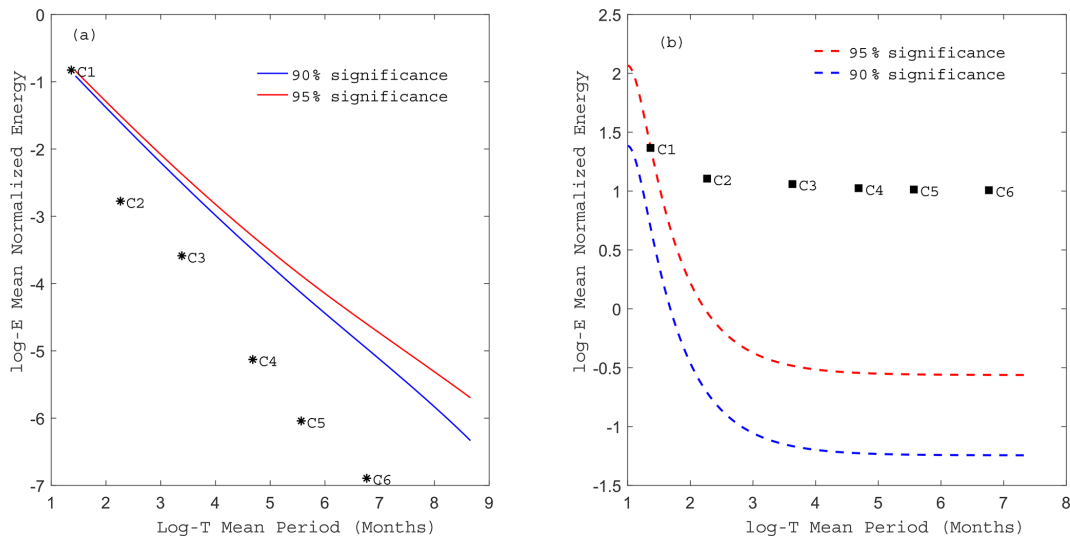 (a)
90% significance
95% significance
C1
C2
C3
C4
C5
C6
0
-1
-2
-3
-4
-5
-6
-7
1 2 3 4 5 6 7 8 9
log-E Mean Normalized Energy
Log-T Mean Period (Months)
(b)
95% significance
90% significance
C1
C2
C3
C4
C5
C6
2.5
2
1.5
1
0.5
0
-0.5
-1
-1.5
1 2 3 4 5 6 7 8
log-E Mean Normalized Energy
log-T Mean Period (Months)